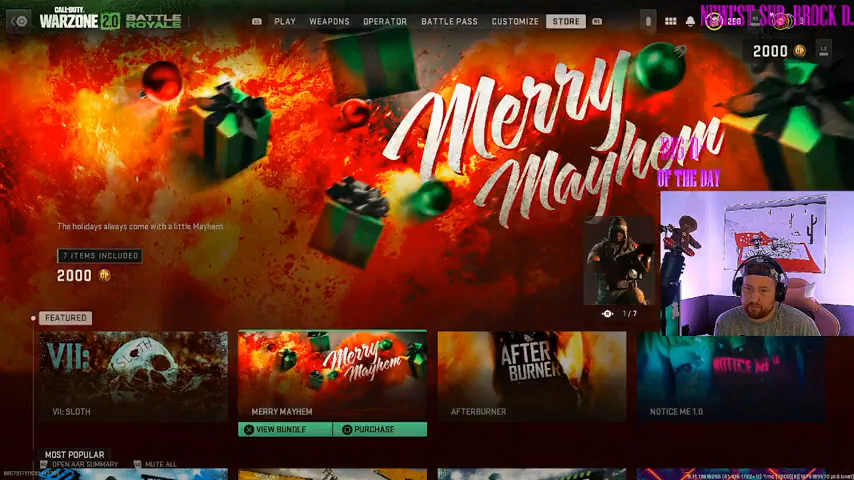 CALL OF DUTY
WARZONE 2.0 BATTLE ROYALE
PLAY WEAPONS OPERATOR BATTLE PASS CUSTOMIZE STORE
250
NEWEST SUB: BROCK D.
2000
Merry
Mayhem
OF THE DAY
The holidays always come with a little Mayhem.
7 ITEMS INCLUDED
2000
1/7
FEATURED
VII:
SLOTH
Merry
Mayhem
AFTER
BURNER
NOTICE ME
VII: SLOTH
MERRY MAYHEM
AFTERBURNER
NOTICE ME 1.0
VIEW BUNDLE
PURCHASE
MOST POPULAR
OPEN AAR SUMMARY
MUTE ALL